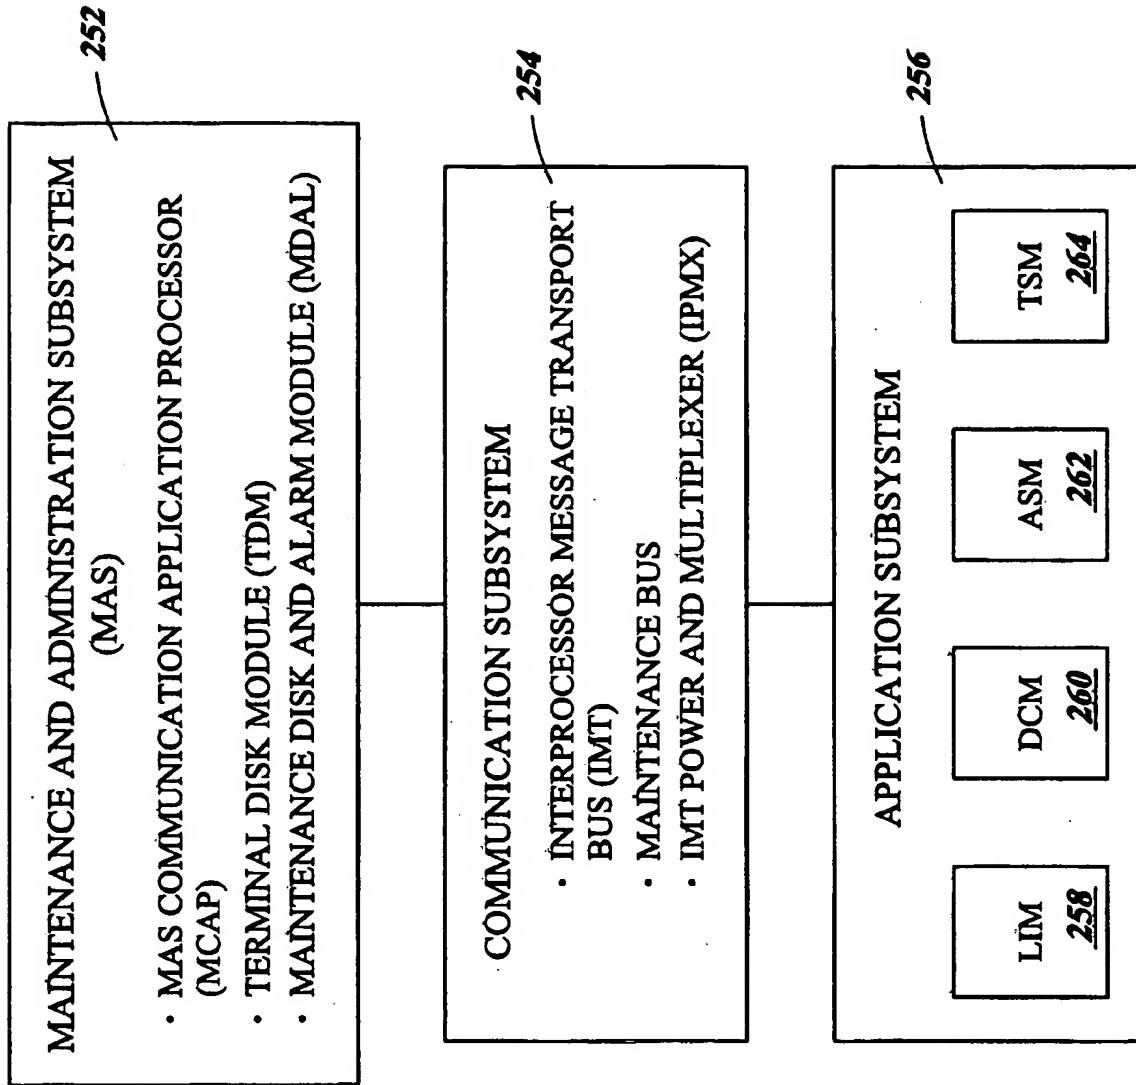 252
MAINTENANCE AND ADMINISTRATION SUBSYSTEM
(MAS)
· MAS COMMUNICATION APPLICATION PROCESSOR
(MCAP)
· TERMINAL DISK MODULE (TDM)
· MAINTENANCE DISK AND ALARM MODULE (MDAL)
254
COMMUNICATION SUBSYSTEM
· INTERPROCESSOR MESSAGE TRANSPORT
BUS (IMT)
· MAINTENANCE BUS
· IMT POWER AND MULTIPLEXER (IPMX)
256
APPLICATION SUBSYSTEM
LIM
258
DCM
260
ASM
262
TSM
264